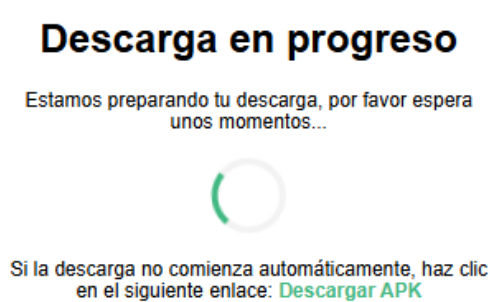 Descarga en progreso
Estamos preparando tu descarga, por favor espera
unos momentos...
Si la descarga no comienza automáticamente, haz clic
en el siguiente enlace: Descargar APK